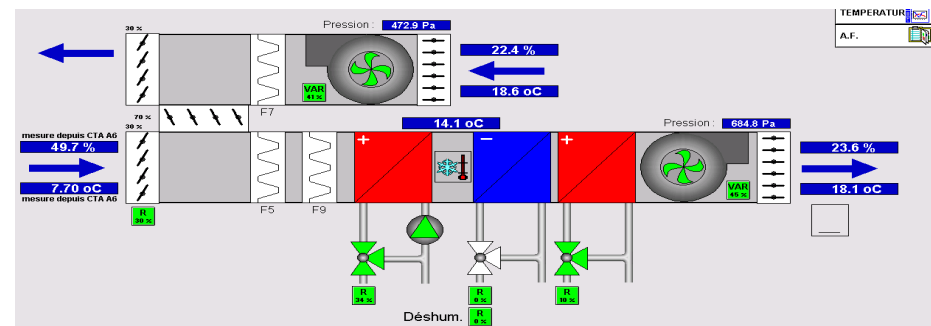 TEMPERATUR
A.F.
30 %
Pression : 472.9 Pa
22.4 %
18.6 oC
VAR
41 %
F7
70 %
30 %
mesure depuis CTA A6
49.7 %
7.70 oC
mesure depuis CTA A6
14.1 oC
Pression : 684.8 Pa
+
−
+
23.6 %
18.1 oC
VAR
45 %
R
30 %
F5
F9
R
34 %
R
0 %
R
10 %
Déshum.
R
0 %